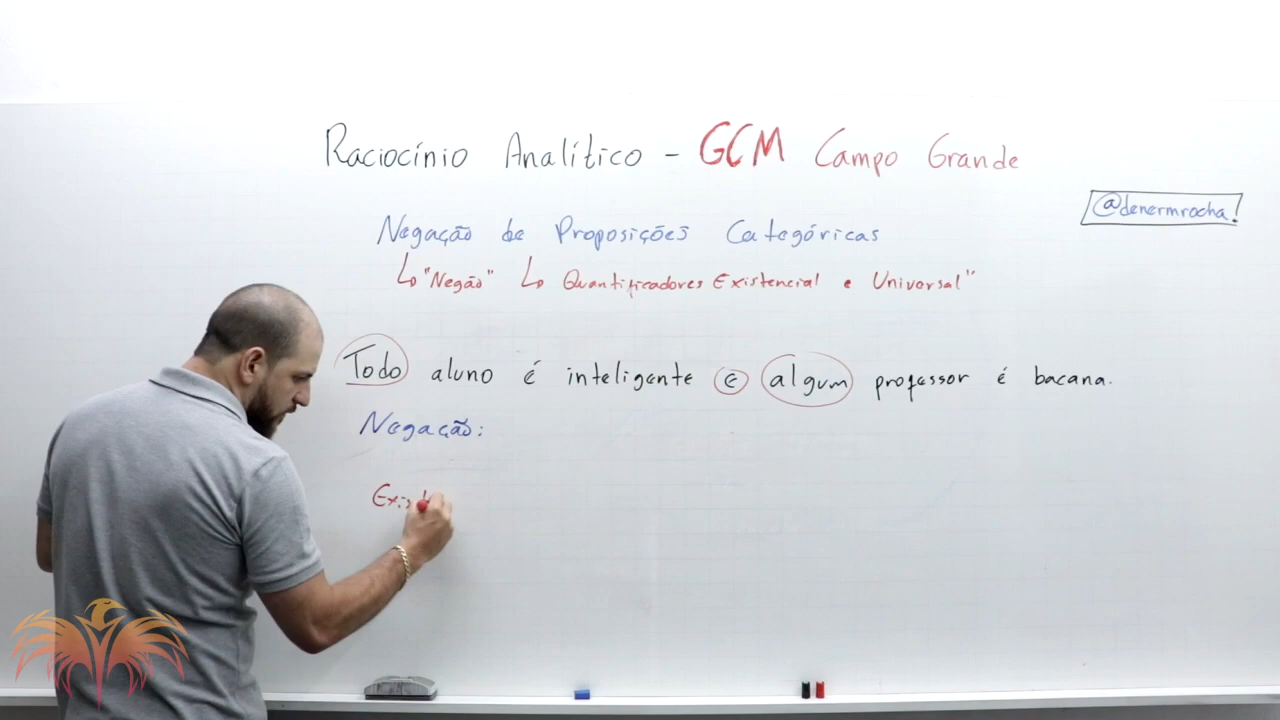 Raciocínio Analítico - GCM Campo Grande
@denermrocha!
Negação de Proposições Categóricas
↳ "Negão" ↳ Quantificadores Existencial e Universal"
Todo aluno é inteligente e algum professor é bacana.
Negação:
Exist